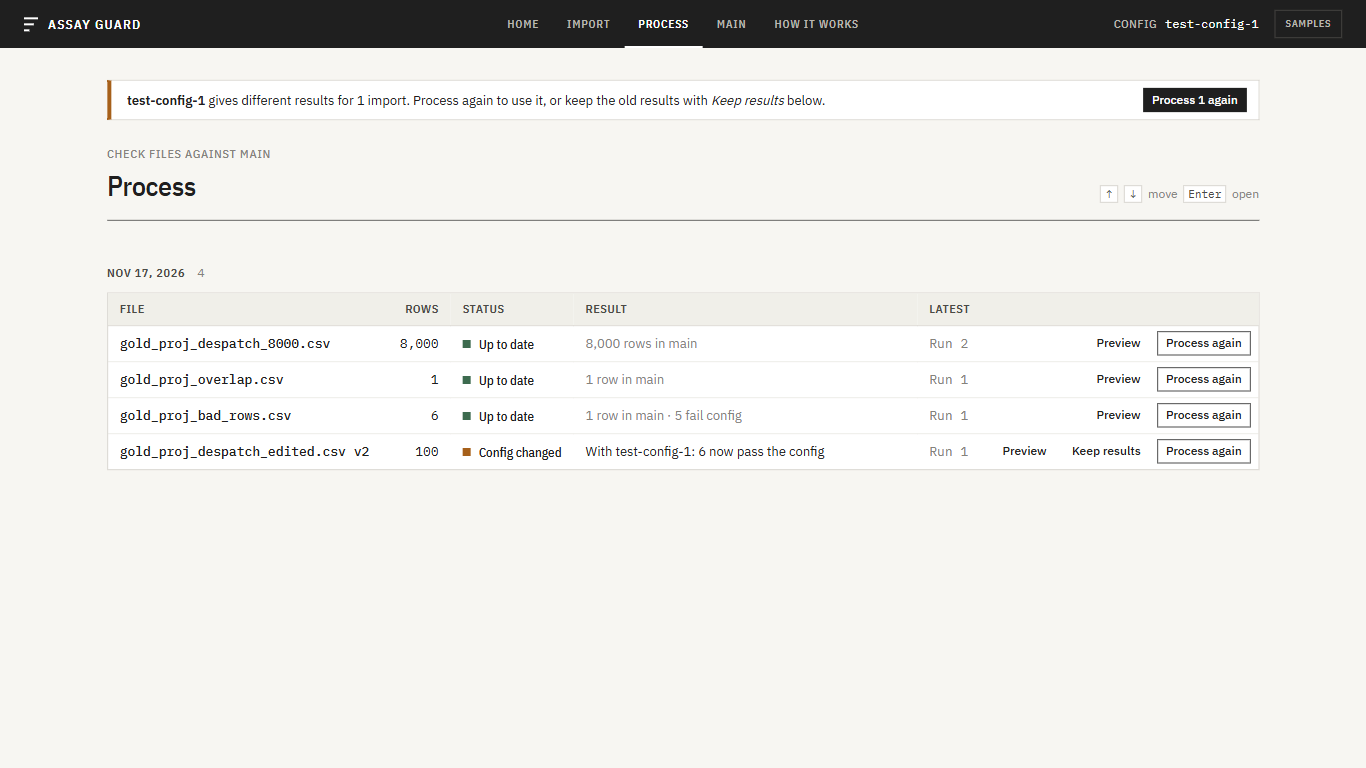 ASSAY GUARD HOME IMPORT PROCESS MAIN HOW IT WORKS CONFIG test-config-1 SAMPLES
test-config-1 gives different results for 1 import. Process again to use it, or keep the old results with Keep results below. Process 1 again
CHECK FILES AGAINST MAIN
Process ↑ ↓ move Enter open
NOV 17, 2026 4
FILE ROWS STATUS RESULT LATEST
gold_proj_despatch_8000.csv 8,000 Up to date 8,000 rows in main Run 2 Preview Process again
gold_proj_overlap.csv 1 Up to date 1 row in main Run 1 Preview Process again
gold_proj_bad_rows.csv 6 Up to date 1 row in main · 5 fail config Run 1 Preview Process again
gold_proj_despatch_edited.csv v2 100 Config changed With test-config-1: 6 now pass the config Run 1 Preview Keep results Process again